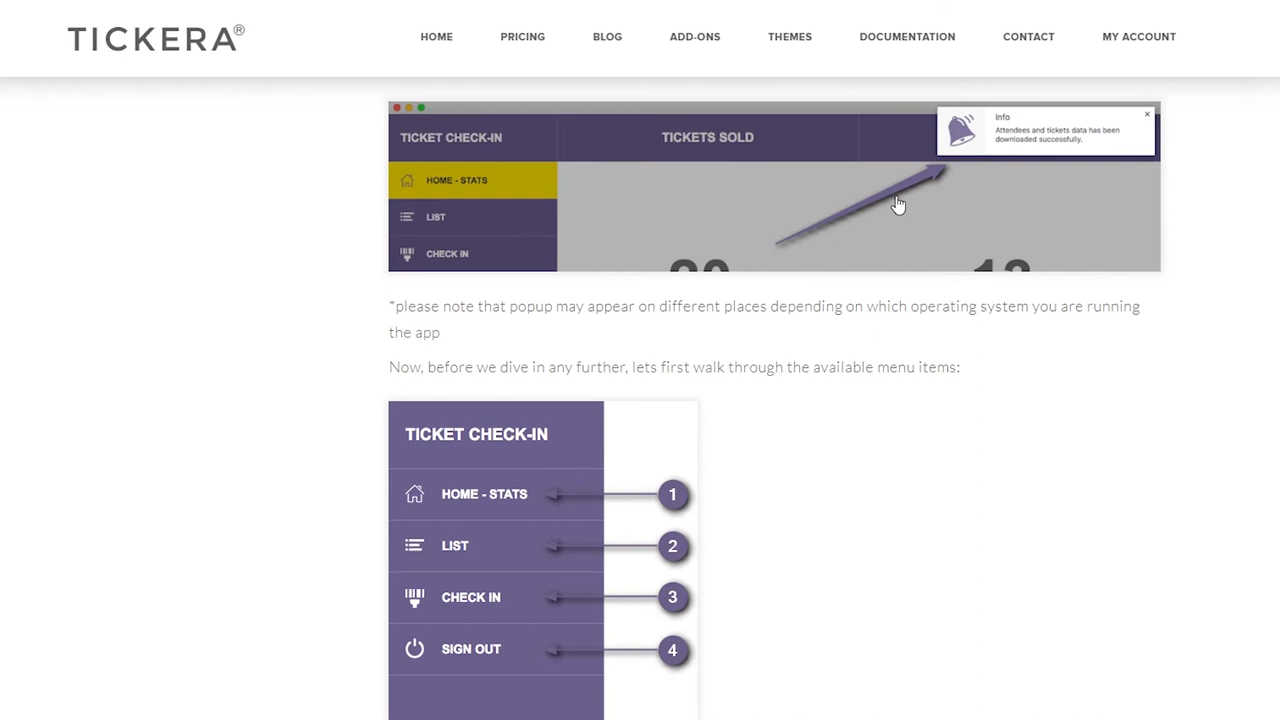 TICKERA®
HOME PRICING BLOG ADD-ONS THEMES DOCUMENTATION CONTACT MY ACCOUNT
TICKET CHECK-IN
TICKETS SOLD
Info
Attendees and tickets data has been
downloaded successfully.
HOME - STATS
LIST
CHECK IN
*please note that popup may appear on different places depending on which operating system you are running
the app
Now, before we dive in any further, lets first walk through the available menu items:
TICKET CHECK-IN
HOME - STATS 1
LIST 2
CHECK IN 3
SIGN OUT 4